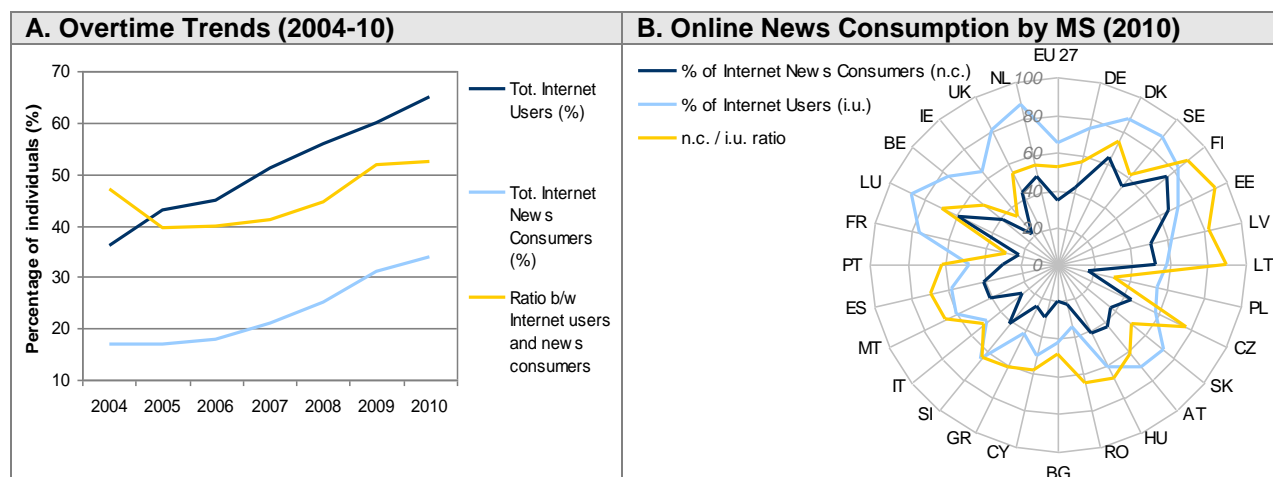 A. Overtime Trends (2004-10)
70
60
50
40
30
20
10
Percentage of individuals (%)
2004 2005 2006 2007 2008 2009 2010
Tot. Internet
Users (%)
Tot. Internet
News
Consumers
(%)
Ratio b/w
Internet users
and news
consumers
B. Online News Consumption by MS (2010)
% of Internet News Consumers (n.c.)
% of Internet Users (i.u.)
n.c. / i.u. ratio
EU 27
DE
DK
SE
FI
EE
LV
LT
PL
CZ
SK
AT
HU
RO
BG
CY
GR
SI
IT
MT
ES
PT
FR
LU
BE
IE
UK
NL
100
80
60
40
20
0